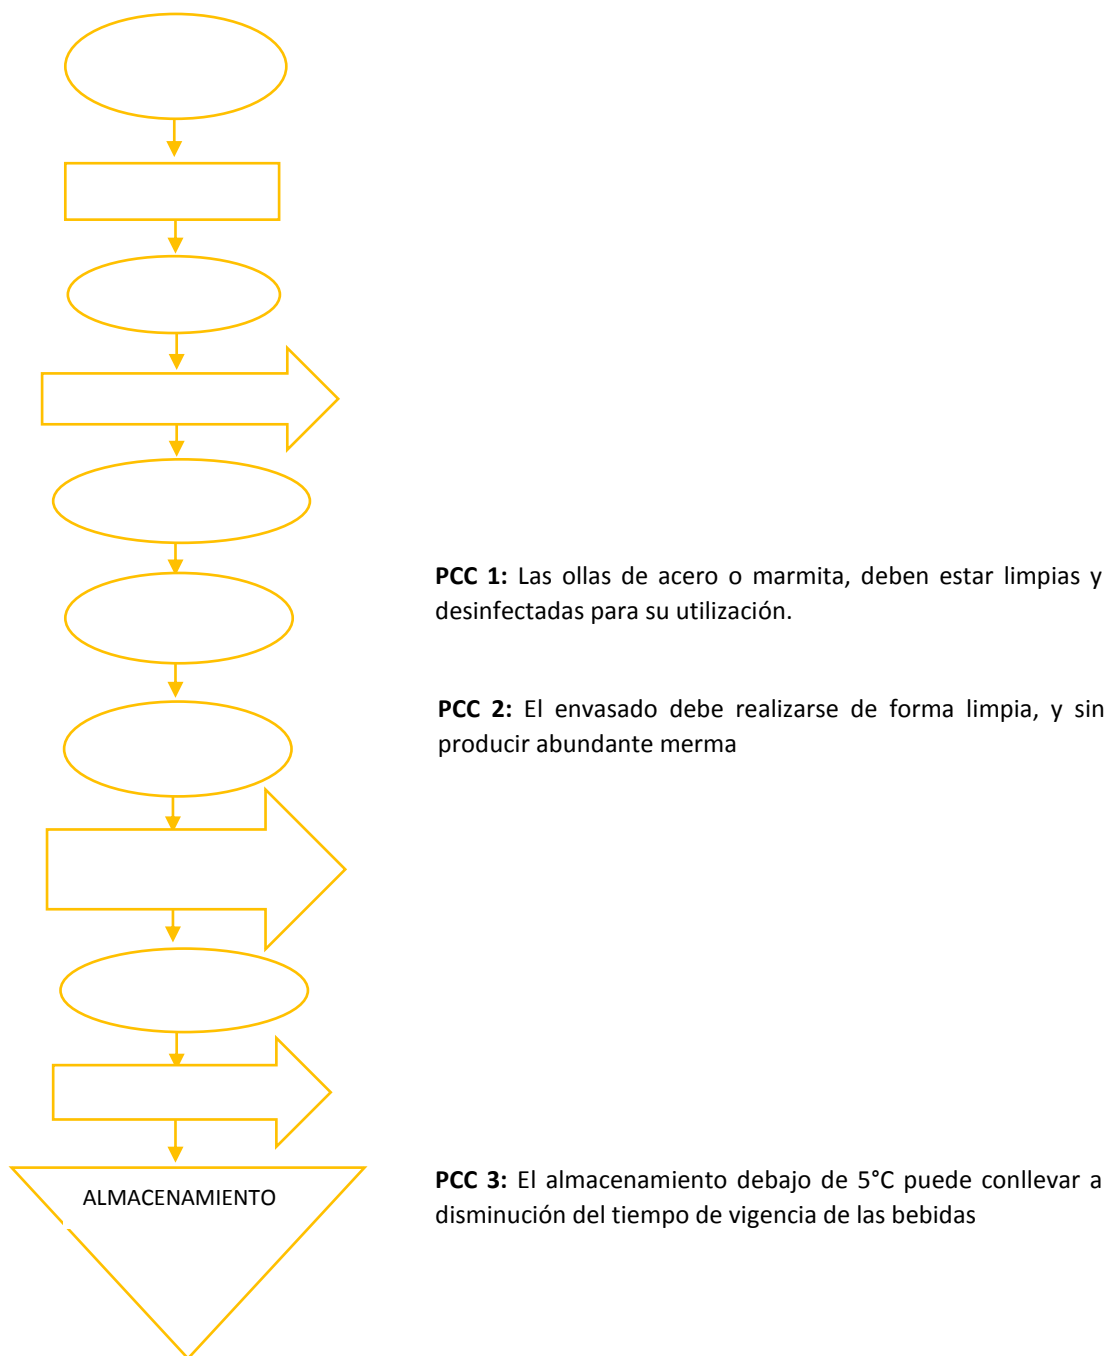 PCC 1: Las ollas de acero o marmita, deben estar limpias y
desinfectadas para su utilización.
PCC 2: El envasado debe realizarse de forma limpia, y sin
producir abundante merma
ALMACENAMIENTO
PCC 3: El almacenamiento debajo de 5°C puede conllevar a
disminución del tiempo de vigencia de las bebidas